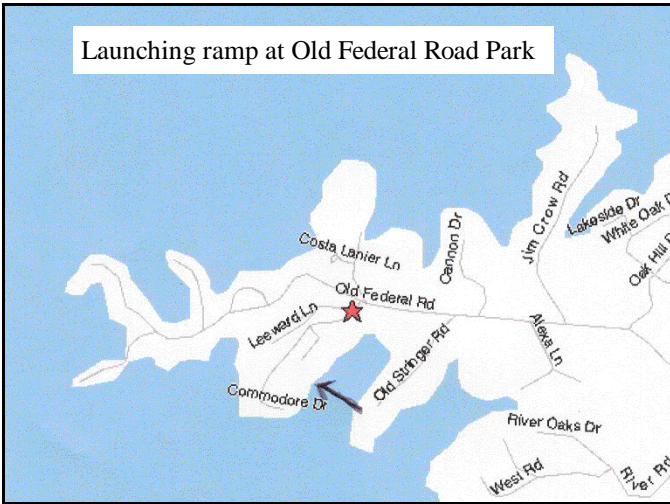 Launching ramp at Old Federal Road Park
Jim Crow Rd
Lakeside Dr
White Oak
Oak Hill
Cannon Dr
Costa Lanier Ln
Old Federal Rd
Leeward Ln
Alexa Ln
Old Stringer Rd
Commodore Dr
River Oaks Dr
West Rd
River Rd